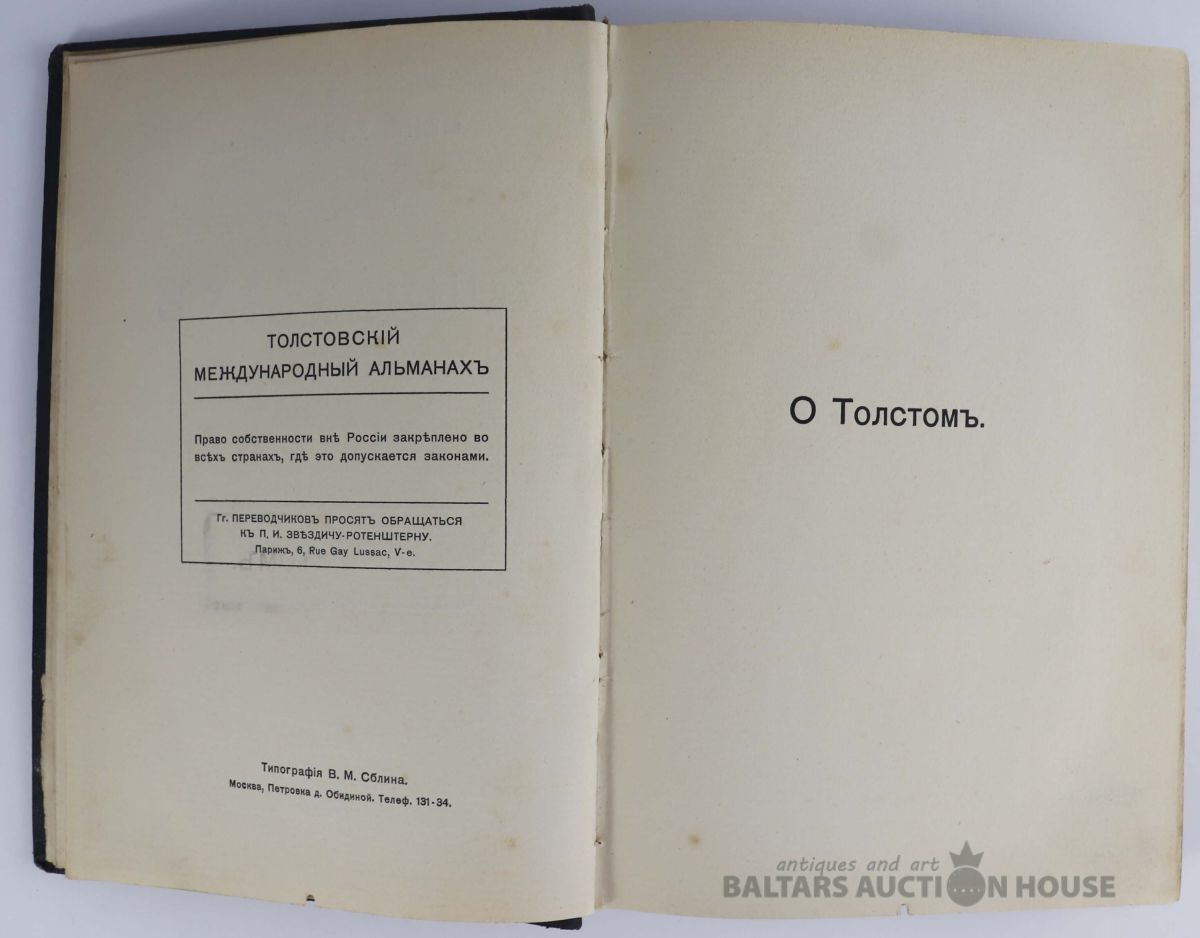 ТОЛСТОВСКІЙ
МЕЖДУНАРОДНЫЙ АЛЬМАНАХЪ
Право собственности внѣ Россіи закрѣплено во
всѣхъ странахъ, гдѣ это допускается законами.
Гг. ПЕРЕВОДЧИКОВЪ ПРОСЯТЪ ОБРАЩАТЬСЯ
КЪ П. И. ЗВѢЗДИЧУ-РОТЕНШТЕРНУ.
Парижъ, 6, Rue Gay Lussac, V-e.
Типографія В. М. Сблина.
Москва, Петровка д. Обидиной. Телеф. 131-34.
О Толстомъ.
antiques and art
BALTARS AUCTION HOUSE